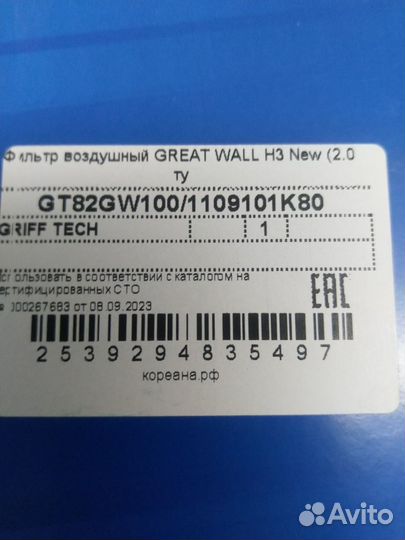 Фильтр воздушный GREAT WALL H3 New (2.0
ту
GT82GW100/1109101K80
GRIFF TECH 1
использовать в соответствии с каталогом на
ертифицированных СТО
000267683 от 08.09.2023
EAC
2539294835497
кореана.рф
Avito